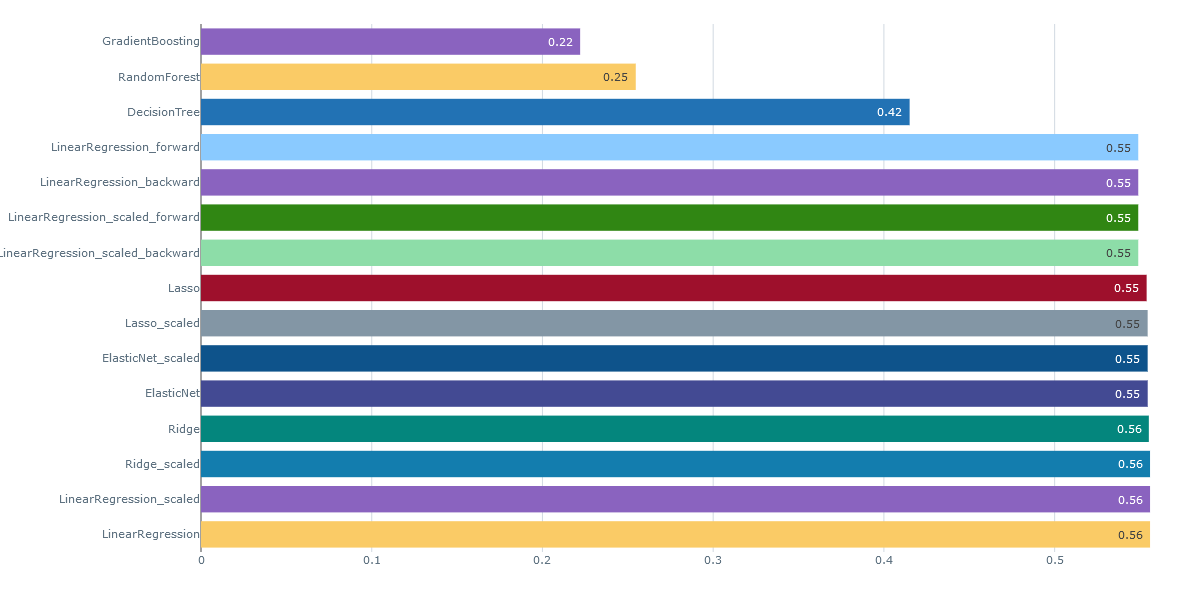 GradientBoosting 0.22
RandomForest 0.25
DecisionTree 0.42
LinearRegression_forward 0.55
LinearRegression_backward 0.55
LinearRegression_scaled_forward 0.55
LinearRegression_scaled_backward 0.55
Lasso 0.55
Lasso_scaled 0.55
ElasticNet_scaled 0.55
ElasticNet 0.55
Ridge 0.56
Ridge_scaled 0.56
LinearRegression_scaled 0.56
LinearRegression 0.56
0 0.1 0.2 0.3 0.4 0.5